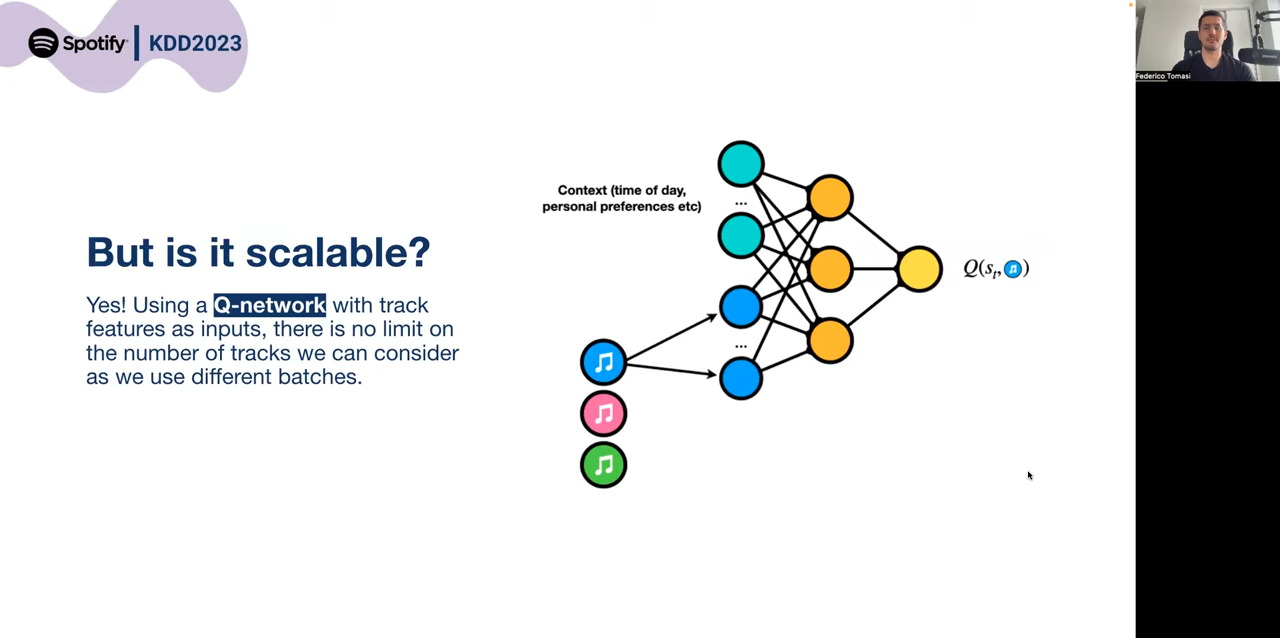 Spotify | KDD2023
Federico Tomasi
Context (time of day,
personal preferences etc)
...
But is it scalable?
Yes! Using a Q-network with track
features as inputs, there is no limit on
the number of tracks we can consider
as we use different batches.
...
Q(sₜ, )